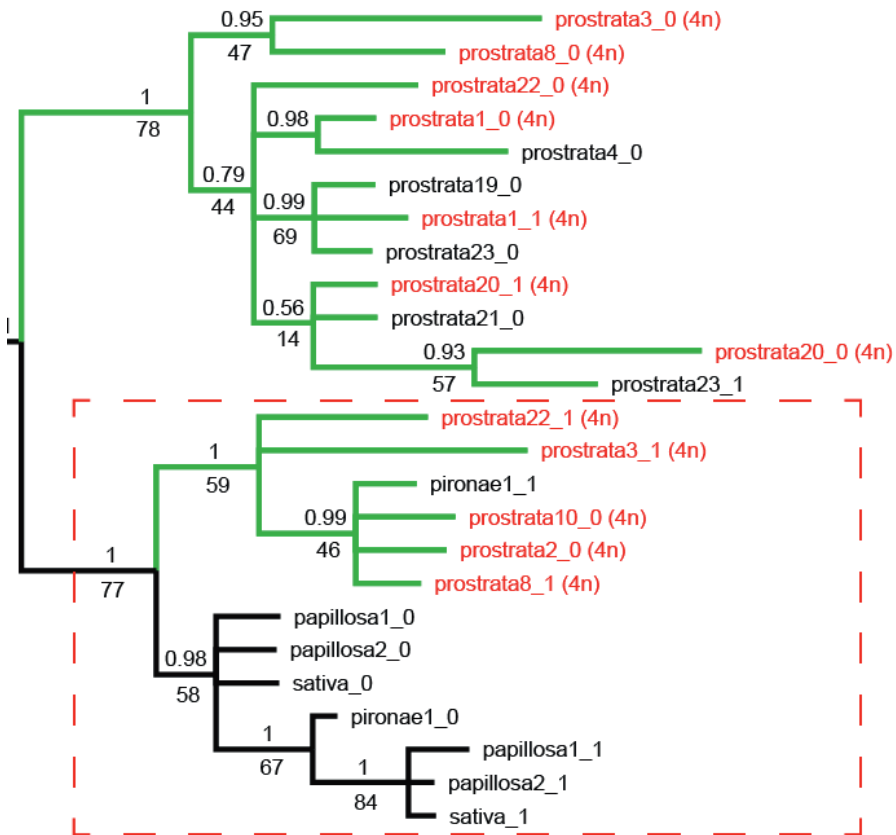 0.95
prostrata3_0 (4n)
47
prostrata8_0 (4n)
1
78
prostrata22_0 (4n)
0.98
prostrata1_0 (4n)
prostrata4_0
0.79
44
prostrata19_0
0.99
69
prostrata1_1 (4n)
prostrata23_0
prostrata20_1 (4n)
0.56
14
prostrata21_0
0.93
57
prostrata20_0 (4n)
prostrata23_1
prostrata22_1 (4n)
1
59
prostrata3_1 (4n)
pironae1_1
0.99
46
prostrata10_0 (4n)
prostrata2_0 (4n)
prostrata8_1 (4n)
1
77
papillosa1_0
0.98
58
papillosa2_0
sativa_0
pironae1_0
1
67
papillosa1_1
1
84
papillosa2_1
sativa_1